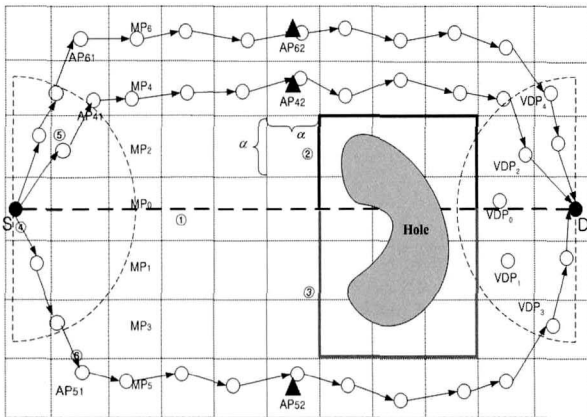 MP₆
AP61
AP62
MP₄
AP41
AP42
VDP₄
⑤
α
α
MP₂
②
VDP₂
MP₀
①
S
④
VDP₀
D
Hole
MP₁
VDP₁
③
MP₃
VDP₃
⑥
AP51
MP₅
AP52